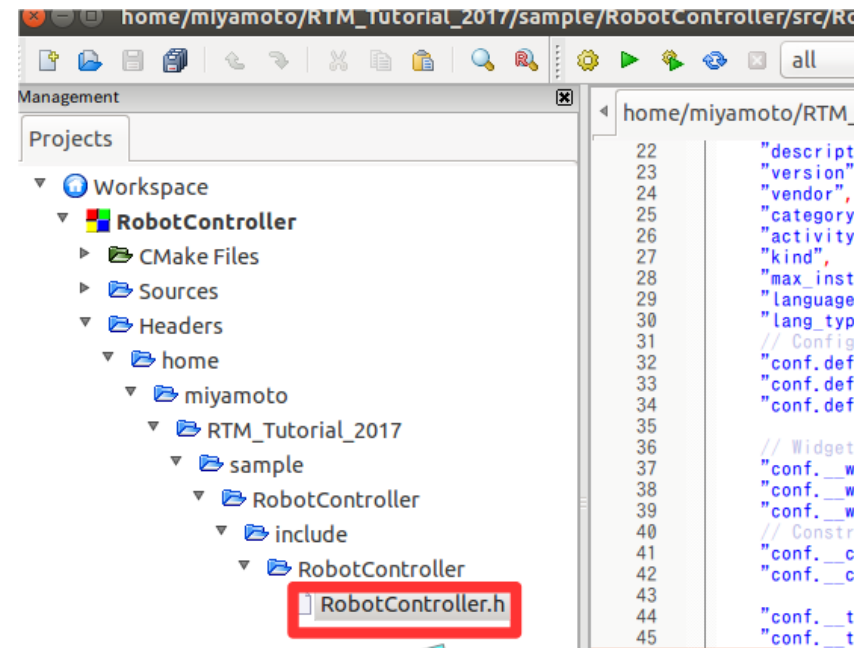 home/miyamoto/RTM_Tutorial_2017/sample/RobotController/src/Ro
all
Management
Projects
home/miyamoto/RTM_
Workspace
RobotController
CMake Files
Sources
Headers
home
miyamoto
RTM_Tutorial_2017
sample
RobotController
include
RobotController
RobotController.h
22 "descript
23 "version"
24 "vendor",
25 "category
26 "activity
27 "kind",
28 "max_inst
29 "language
30 "lang_typ
31 // Config
32 "conf.def
33 "conf.def
34 "conf.def
35
36 // Widget
37 "conf.__w
38 "conf.__w
39 "conf.__w
40 // Constr
41 "conf.__c
42 "conf.__c
43
44 "conf.__t
45 "conf.__t